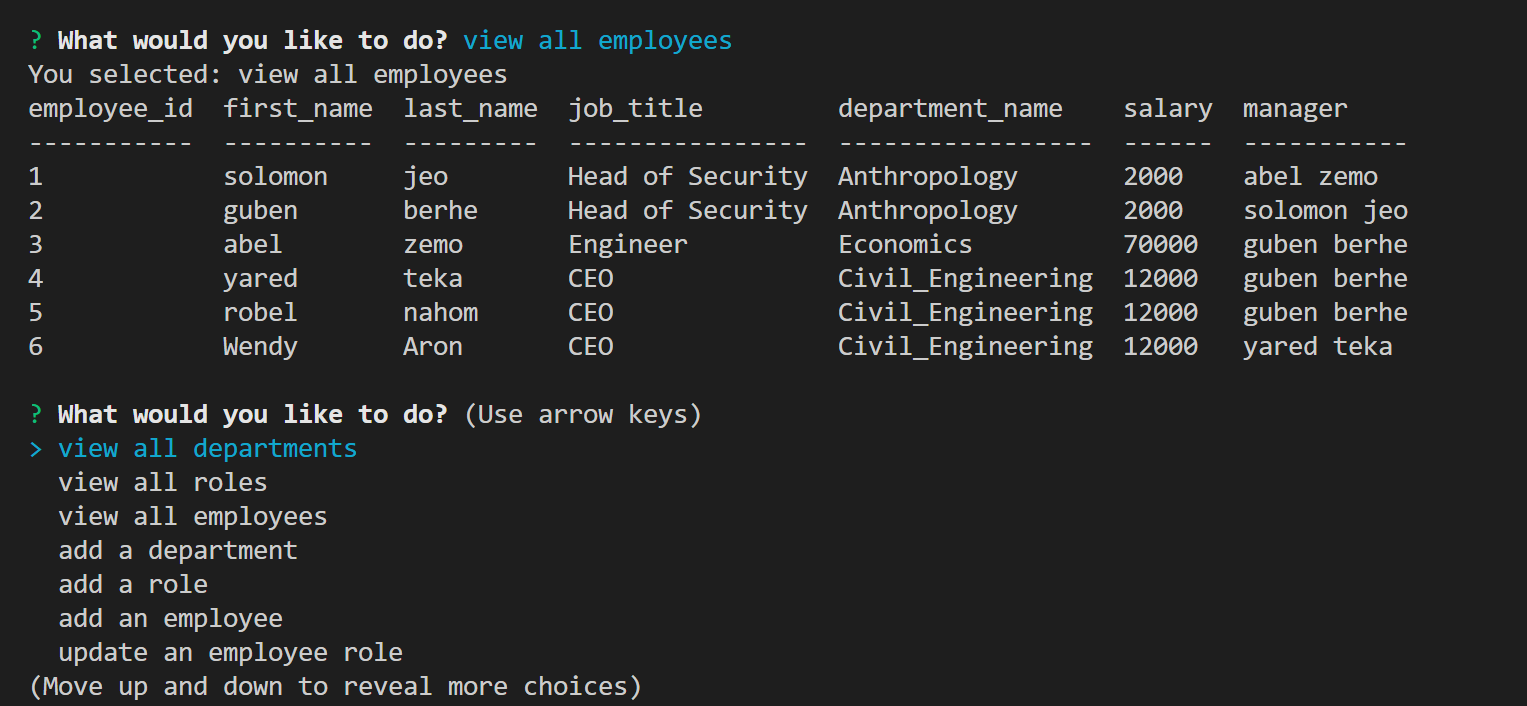 ? What would you like to do? view all employees
You selected: view all employees
employee_id  first_name  last_name  job_title         department_name    salary  manager
-----------  ----------  ---------  ----------------  -----------------  ------  -----------
1            solomon     jeo        Head of Security  Anthropology       2000    abel zemo
2            guben       berhe      Head of Security  Anthropology       2000    solomon jeo
3            abel        zemo       Engineer          Economics          70000   guben berhe
4            yared       teka       CEO               Civil_Engineering  12000   guben berhe
5            robel       nahom      CEO               Civil_Engineering  12000   guben berhe
6            Wendy       Aron       CEO               Civil_Engineering  12000   yared teka
? What would you like to do? (Use arrow keys)
> view all departments
  view all roles
  view all employees
  add a department
  add a role
  add an employee
  update an employee role
(Move up and down to reveal more choices)